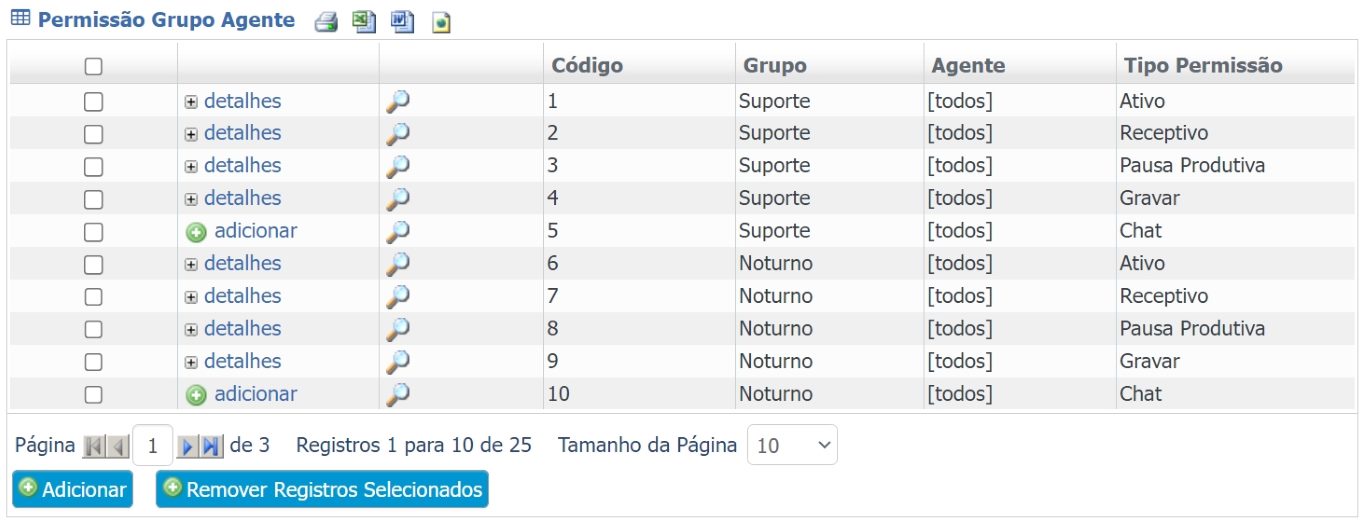 Permissão Grupo Agente
Código Grupo Agente Tipo Permissão
detalhes 1 Suporte [todos] Ativo
detalhes 2 Suporte [todos] Receptivo
detalhes 3 Suporte [todos] Pausa Produtiva
detalhes 4 Suporte [todos] Gravar
adicionar 5 Suporte [todos] Chat
detalhes 6 Noturno [todos] Ativo
detalhes 7 Noturno [todos] Receptivo
detalhes 8 Noturno [todos] Pausa Produtiva
detalhes 9 Noturno [todos] Gravar
adicionar 10 Noturno [todos] Chat
Página 1 de 3 Registros 1 para 10 de 25 Tamanho da Página 10
Adicionar Remover Registros Selecionados